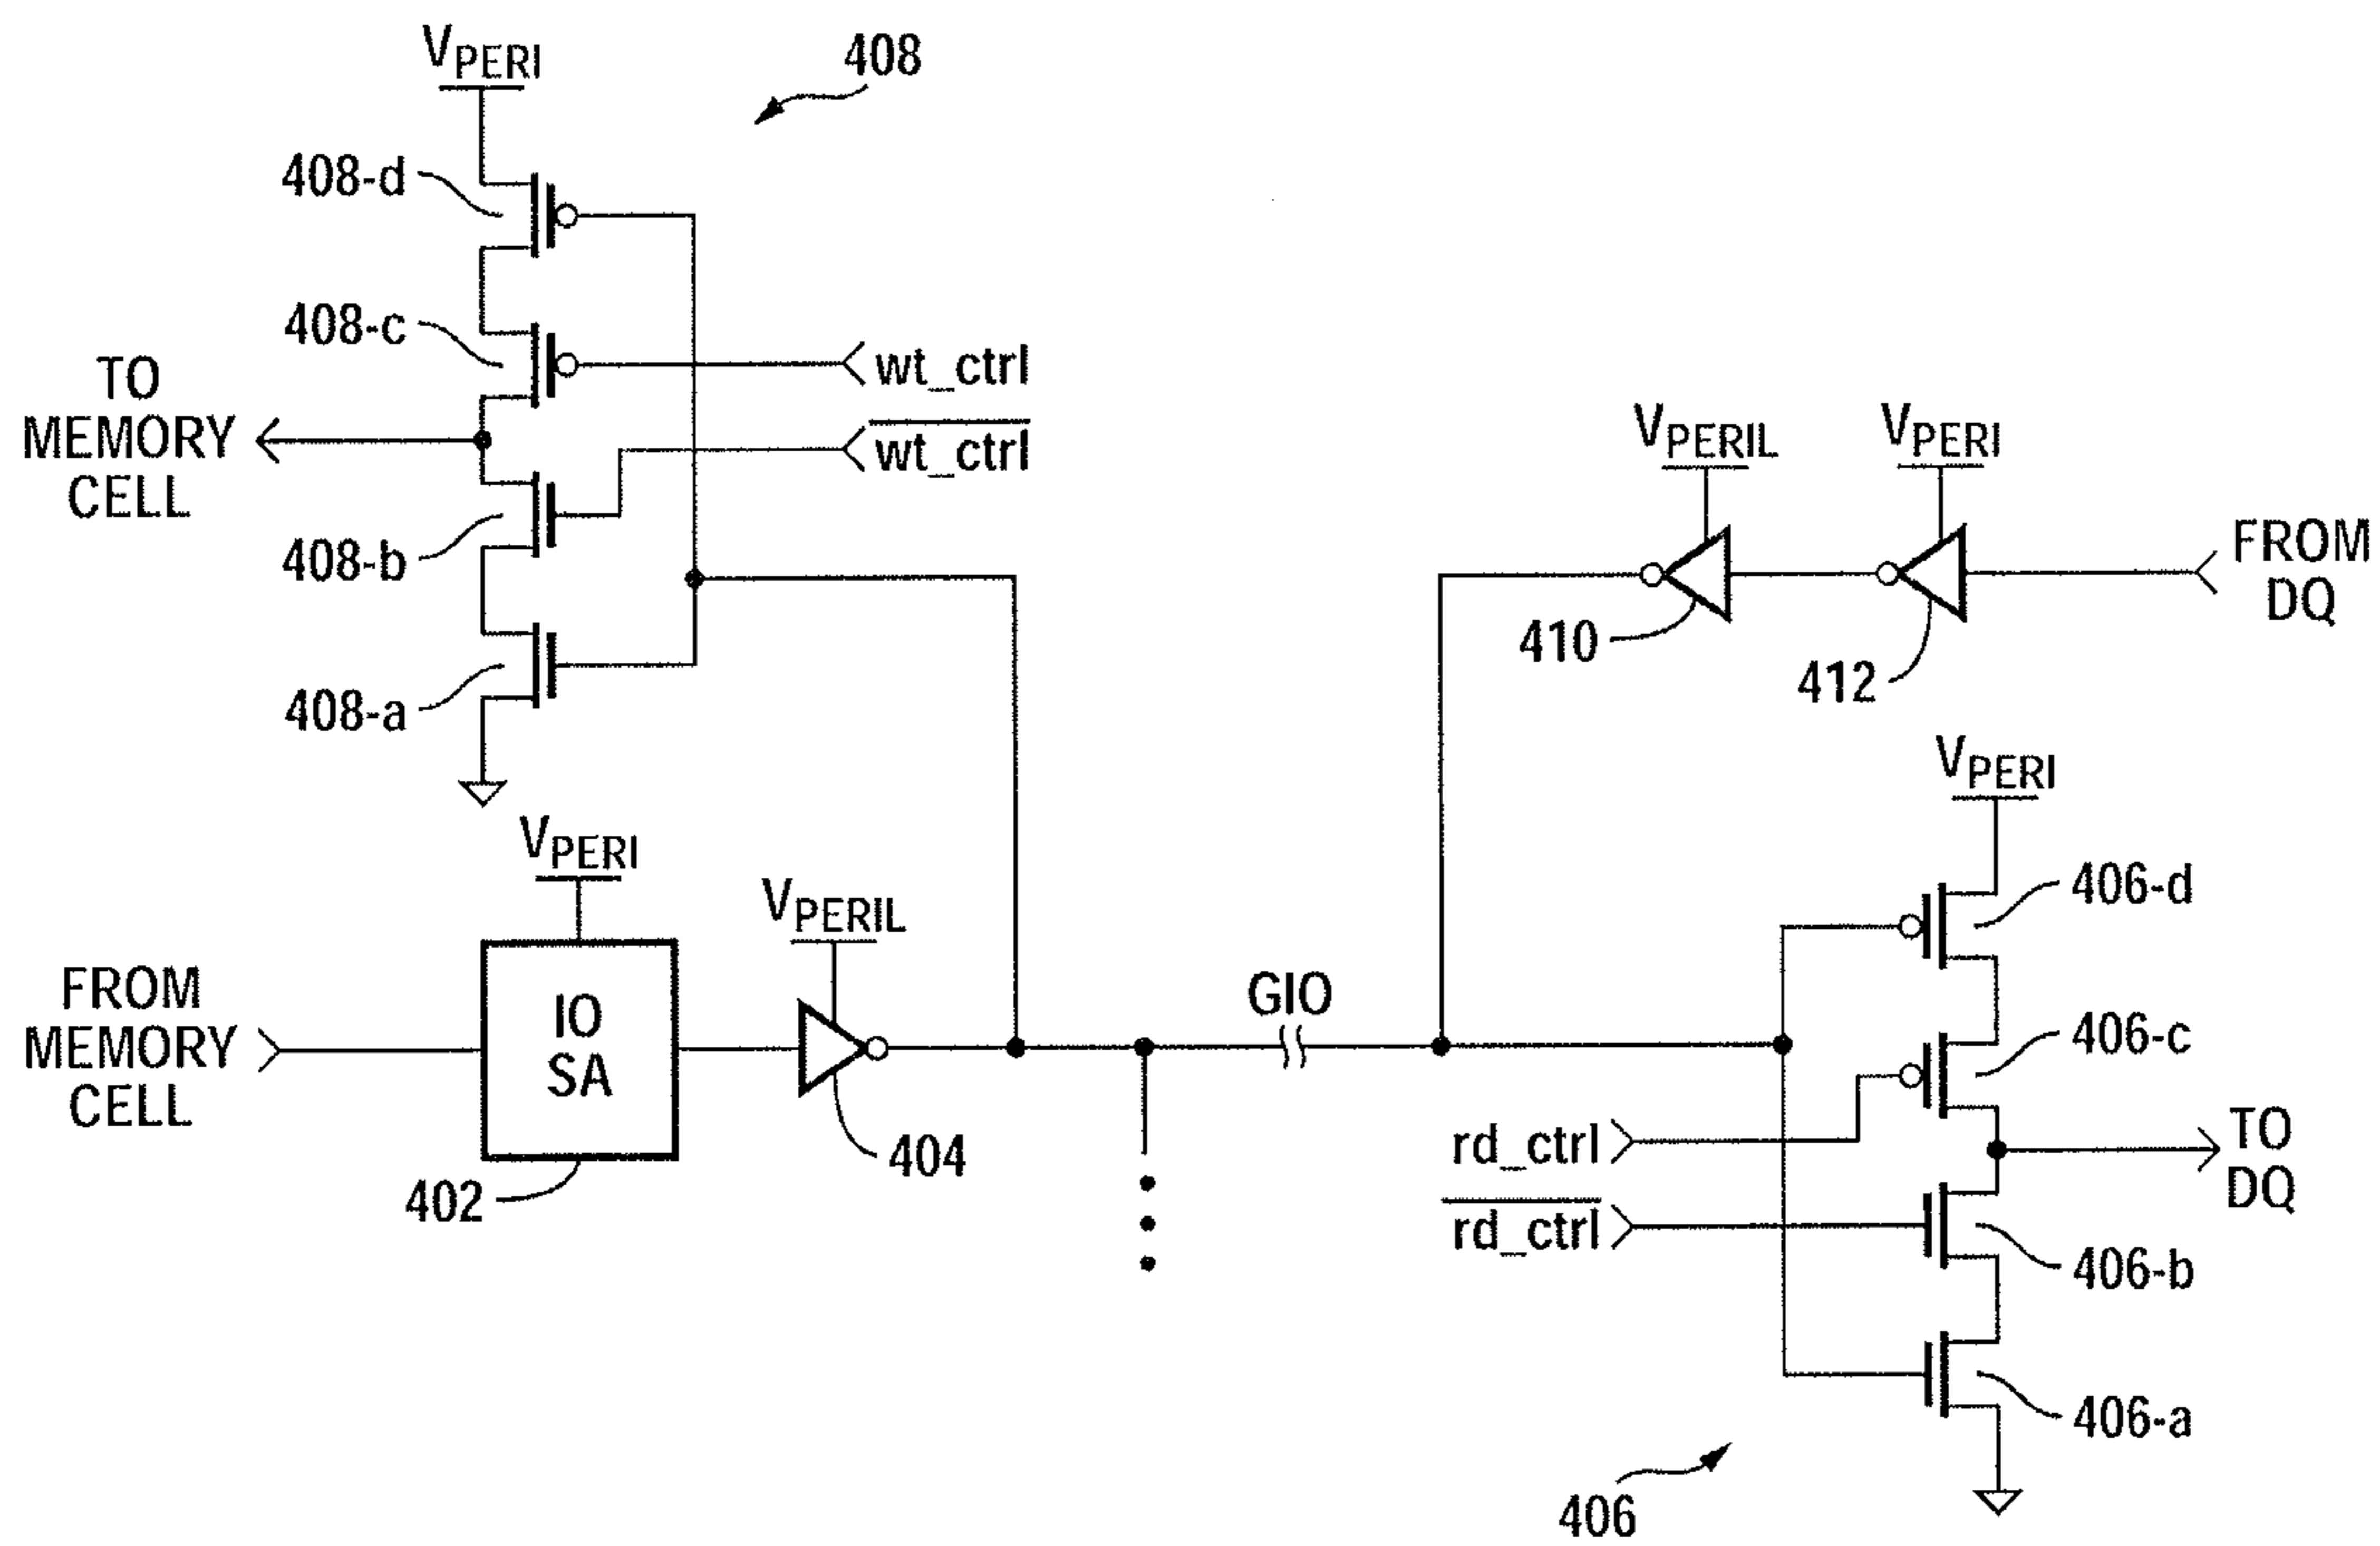 VPERI
408
408-d
408-c
wt_ctrl
TO
MEMORY
CELL
wt_ctrl
408-b
408-a
VPERIL
VPERI
FROM
DQ
410
412
VPERI
VPERI
VPERIL
406-d
FROM
MEMORY
CELL
IO
SA
GIO
406-c
404
402
rd_ctrl
TO
DQ
rd_ctrl
406-b
406-a
406